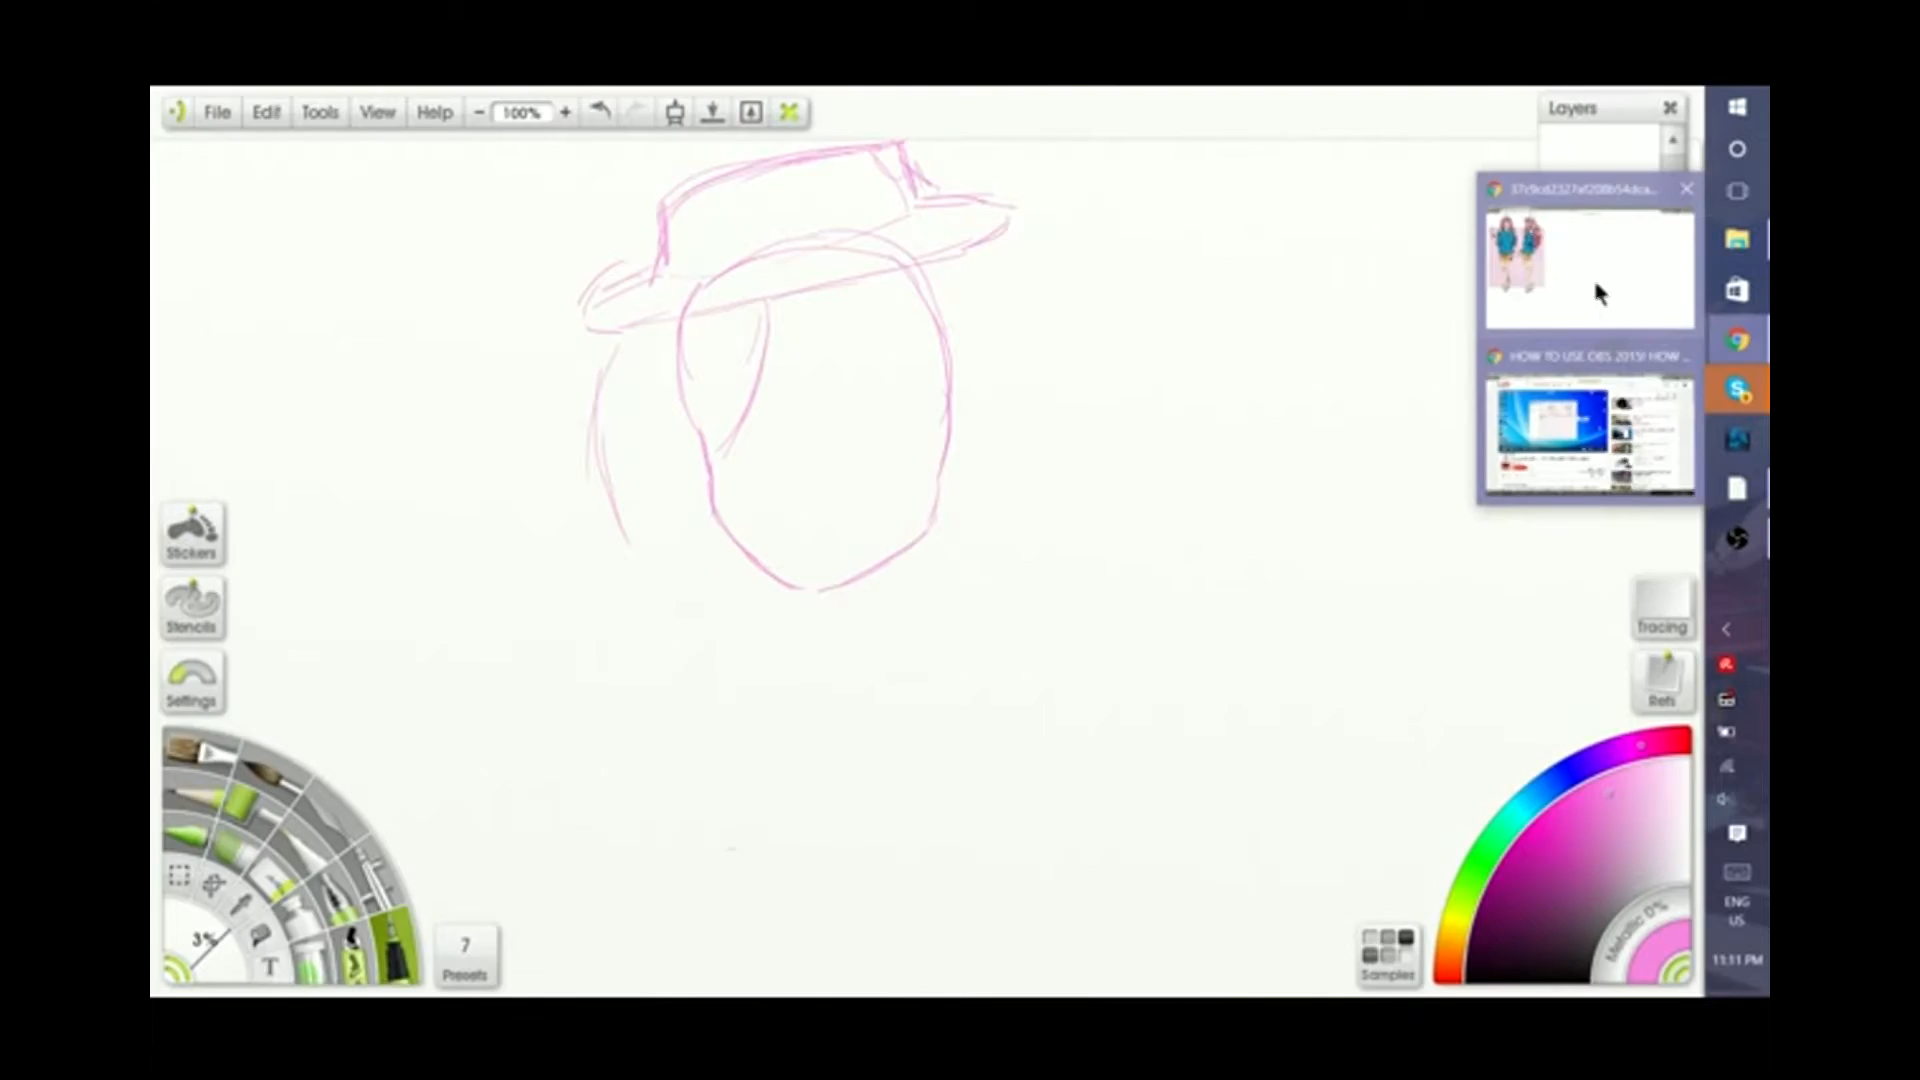 File Edit Tools View Help − 100% +
Layers
HOW TO USE OBS 2015! HOW ...
Stickers
Stencils
Settings
Tracing
Refs
3%
T
7
Presets
Samples
Metallic 0%
ENG
US
11:11 PM